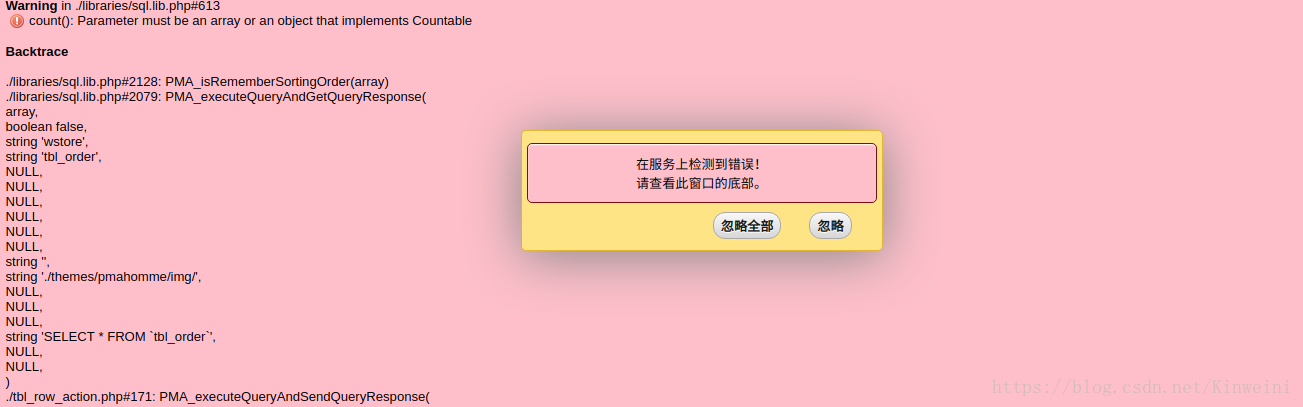 Warning in ./libraries/sql.lib.php#613
count(): Parameter must be an array or an object that implements Countable
Backtrace
./libraries/sql.lib.php#2128: PMA_isRememberSortingOrder(array)
./libraries/sql.lib.php#2079: PMA_executeQueryAndGetQueryResponse(
array,
boolean false,
string 'wstore',
string 'tbl_order',
NULL,
NULL,
NULL,
NULL,
NULL,
NULL,
string '',
string './themes/pmahomme/img/',
NULL,
NULL,
NULL,
string 'SELECT * FROM `tbl_order`',
NULL,
NULL,
)
./tbl_row_action.php#171: PMA_executeQueryAndSendQueryResponse(
在服务上检测到错误！
请查看此窗口的底部。
忽略全部 忽略
https://blog.csdn.net/Kinweini